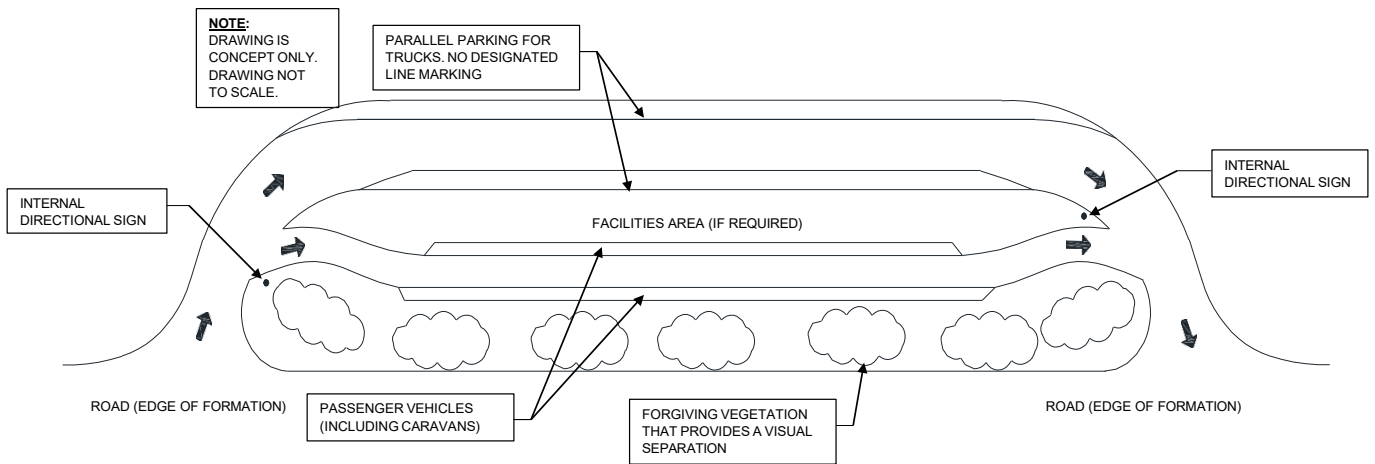 NOTE:
DRAWING IS
CONCEPT ONLY.
DRAWING NOT
TO SCALE.
PARALLEL PARKING FOR
TRUCKS. NO DESIGNATED
LINE MARKING
INTERNAL
DIRECTIONAL SIGN
INTERNAL
DIRECTIONAL SIGN
FACILITIES AREA (IF REQUIRED)
ROAD (EDGE OF FORMATION)
PASSENGER VEHICLES
(INCLUDING CARAVANS)
FORGIVING VEGETATION
THAT PROVIDES A VISUAL
SEPARATION
ROAD (EDGE OF FORMATION)